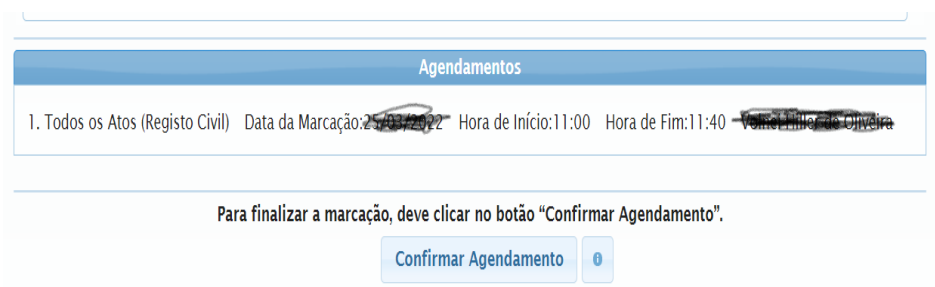 Agendamentos
1. Todos os Atos (Registo Civil) Data da Marcação: Hora de Início:11:00 Hora de Fim:11:40
Para finalizar a marcação, deve clicar no botão “Confirmar Agendamento”.
Confirmar Agendamento